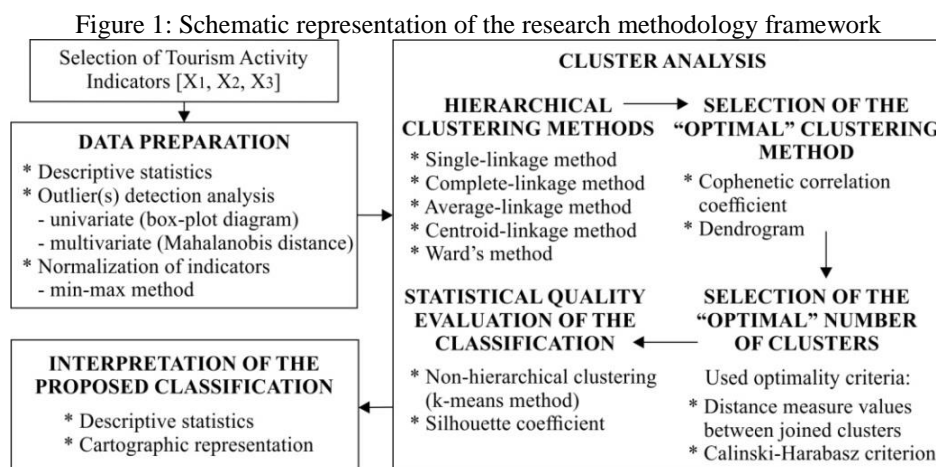 Figure 1: Schematic representation of the research methodology framework
Selection of Tourism Activity
Indicators [X1, X2, X3]
DATA PREPARATION
* Descriptive statistics
* Outlier(s) detection analysis
- univariate (box-plot diagram)
- multivariate (Mahalanobis distance)
* Normalization of indicators
- min-max method
CLUSTER ANALYSIS
HIERARCHICAL
CLUSTERING METHODS
* Single-linkage method
* Complete-linkage method
* Average-linkage method
* Centroid-linkage method
* Ward's method
SELECTION OF THE
“OPTIMAL” CLUSTERING
METHOD
* Cophenetic correlation
coefficient
* Dendrogram
SELECTION OF THE
“OPTIMAL” NUMBER
OF CLUSTERS
Used optimality criteria:
* Distance measure values
between joined clusters
* Calinski-Harabasz criterion
STATISTICAL QUALITY
EVALUATION OF THE
CLASSIFICATION
* Non-hierarchical clustering
(k-means method)
* Silhouette coefficient
INTERPRETATION OF THE
PROPOSED CLASSIFICATION
* Descriptive statistics
* Cartographic representation